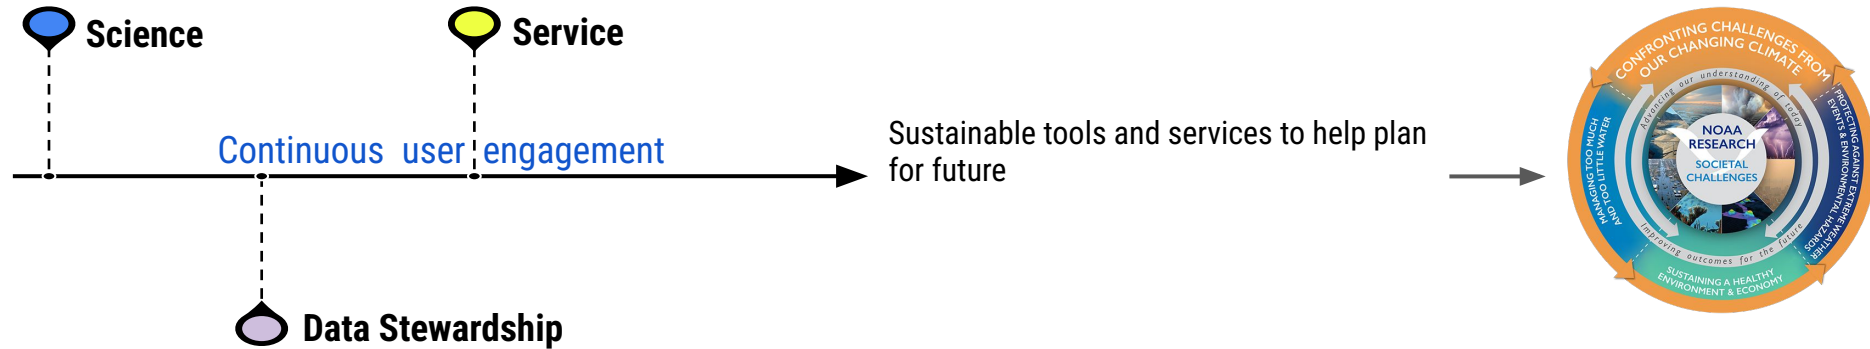 Science
Service
Continuous user engagement
Data Stewardship
Sustainable tools and services to help plan
for future
CONFRONTING CHALLENGES FROM
OUR CHANGING CLIMATE
PROTECTING AGAINST EXTREME WEATHER
EVENTS & ENVIRONMENTAL HAZARDS
SUSTAINING A HEALTHY
ENVIRONMENT & ECONOMY
MANAGING TOO MUCH
AND TOO LITTLE WATER
Advancing our understanding of today
Improving outcomes for the future
NOAA
RESEARCH
SOCIETAL
CHALLENGES